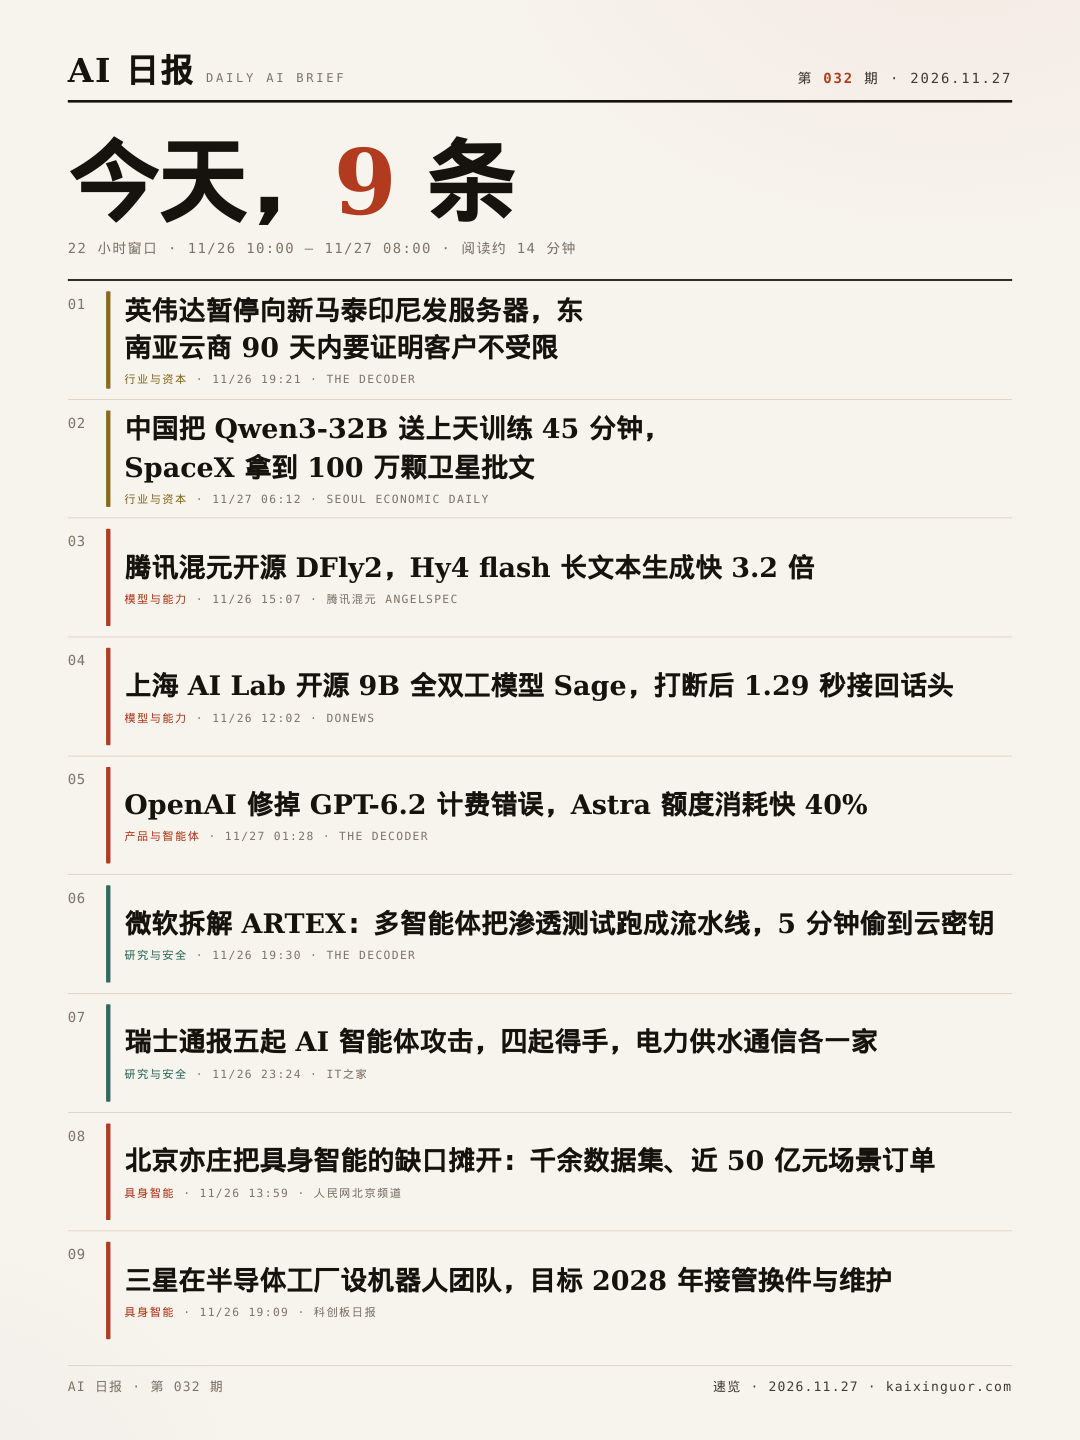 AI 日报 DAILY AI BRIEF
第 032 期 · 2026.11.27
今天，9 条
22 小时窗口 · 11/26 10:00 — 11/27 08:00 · 阅读约 14 分钟
01
英伟达暂停向新马泰印尼发服务器，东
南亚云商 90 天内要证明客户不受限
行业与资本 · 11/26 19:21 · THE DECODER
02
中国把 Qwen3-32B 送上天训练 45 分钟，
SpaceX 拿到 100 万颗卫星批文
行业与资本 · 11/27 06:12 · SEOUL ECONOMIC DAILY
03
腾讯混元开源 DFly2，Hy4 flash 长文本生成快 3.2 倍
模型与能力 · 11/26 15:07 · 腾讯混元 ANGELSPEC
04
上海 AI Lab 开源 9B 全双工模型 Sage，打断后 1.29 秒接回话头
模型与能力 · 11/26 12:02 · DONEWS
05
OpenAI 修掉 GPT-6.2 计费错误，Astra 额度消耗快 40%
产品与智能体 · 11/27 01:28 · THE DECODER
06
微软拆解 ARTEX：多智能体把渗透测试跑成流水线，5 分钟偷到云密钥
研究与安全 · 11/26 19:30 · THE DECODER
07
瑞士通报五起 AI 智能体攻击，四起得手，电力供水通信各一家
研究与安全 · 11/26 23:24 · IT之家
08
北京亦庄把具身智能的缺口摊开：千余数据集、近 50 亿元场景订单
具身智能 · 11/26 13:59 · 人民网北京频道
09
三星在半导体工厂设机器人团队，目标 2028 年接管换件与维护
具身智能 · 11/26 19:09 · 科创板日报
AI 日报 · 第 032 期
速览 · 2026.11.27 · kaixinguor.com